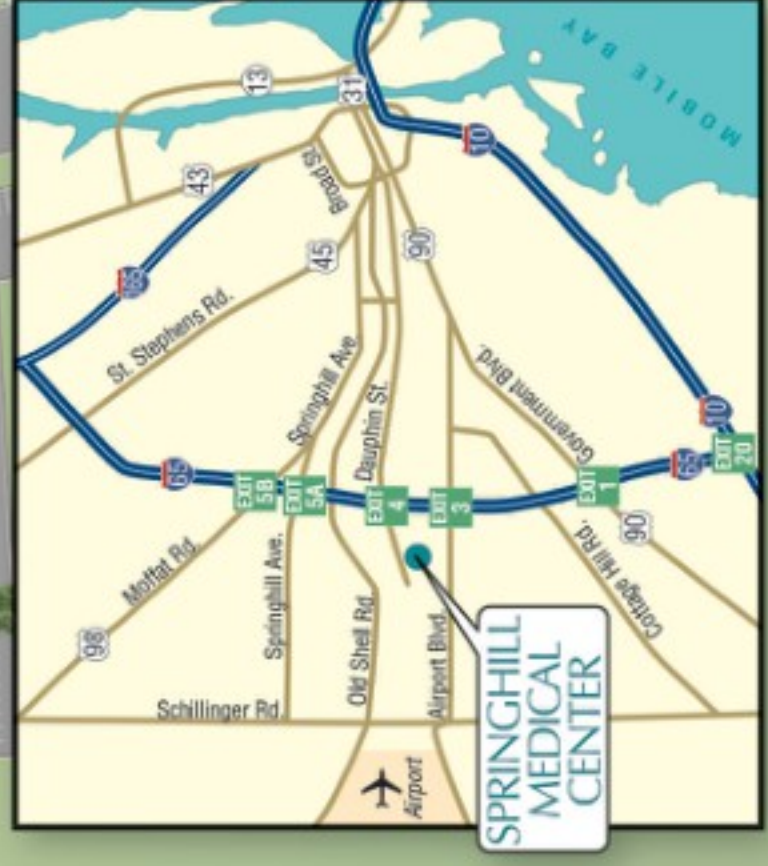 98
Moffat Rd.
65
165
St. Stephens Rd.
43
13
Schillinger Rd.
Springhill Ave.
EXIT
5B
EXIT
5A
Springhill Ave
45
Broad St.
31
Old Shell Rd.
EXIT
4
Dauphin St.
Airport
Airport Blvd.
EXIT
3
90
10
SPRINGHILL
MEDICAL
CENTER
Government Blvd.
EXIT
1
Cottage Hill Rd.
90
65
10
EXIT
20
MOBILE BAY